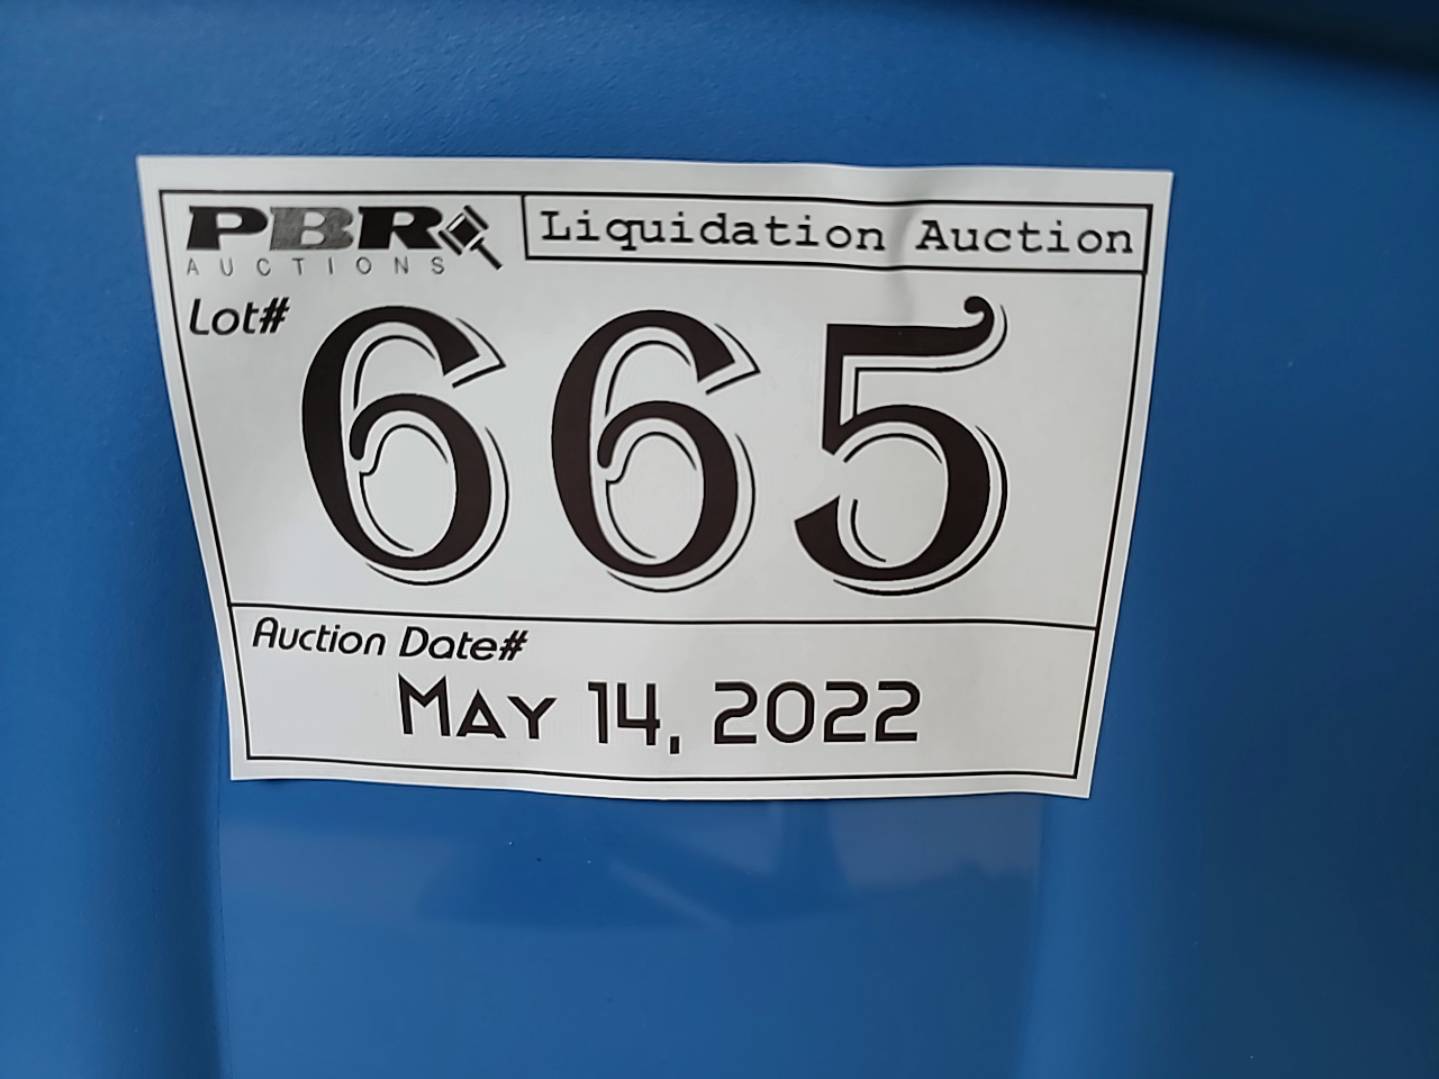 PBR
AUCTIONS
Liquidation Auction
Lot#
665
Auction Date#
May 14, 2022